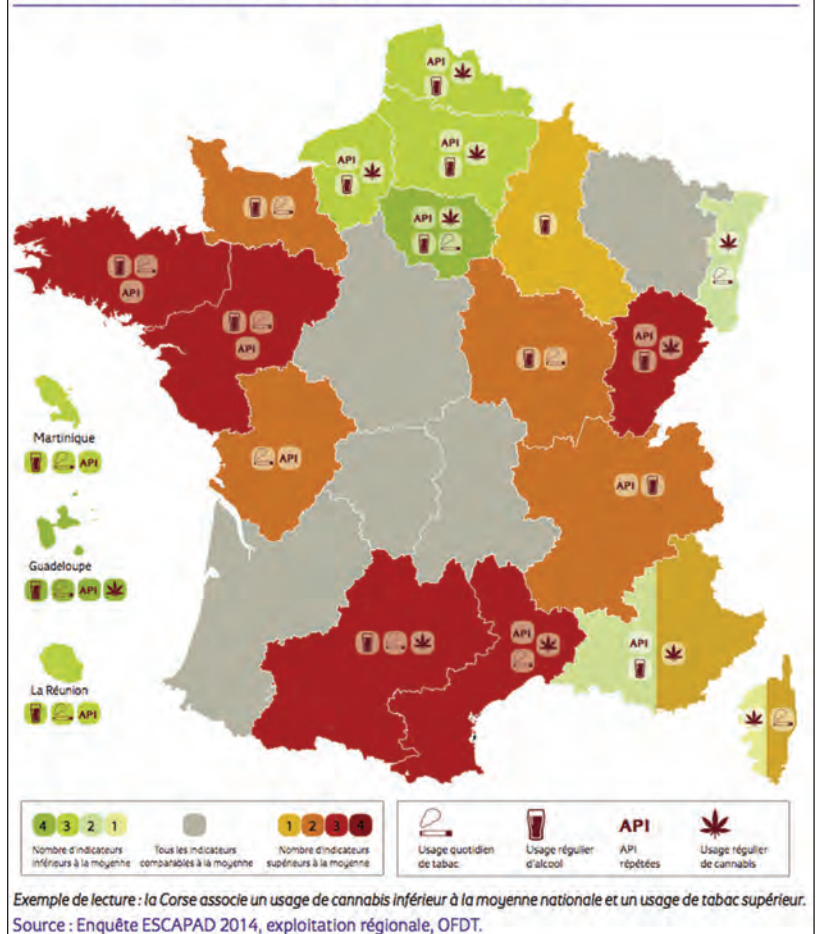 API
API
API
API
API
API
API
API
API
API
API
Martinique
API
Guadeloupe
API
La Réunion
API
4 3 2 1
Nombre d'indicateurs
inférieurs à la moyenne
Tous les indicateurs
comparables à la moyenne
1 2 3 4
Nombre d'indicateurs
supérieurs à la moyenne
Usage quotidien
de tabac
Usage régulier
d'alcool
API
API
répétées
Usage régulier
de cannabis
Exemple de lecture : la Corse associe un usage de cannabis inférieur à la moyenne nationale et un usage de tabac supérieur.
Source : Enquête ESCAPAD 2014, exploitation régionale, OFDT.